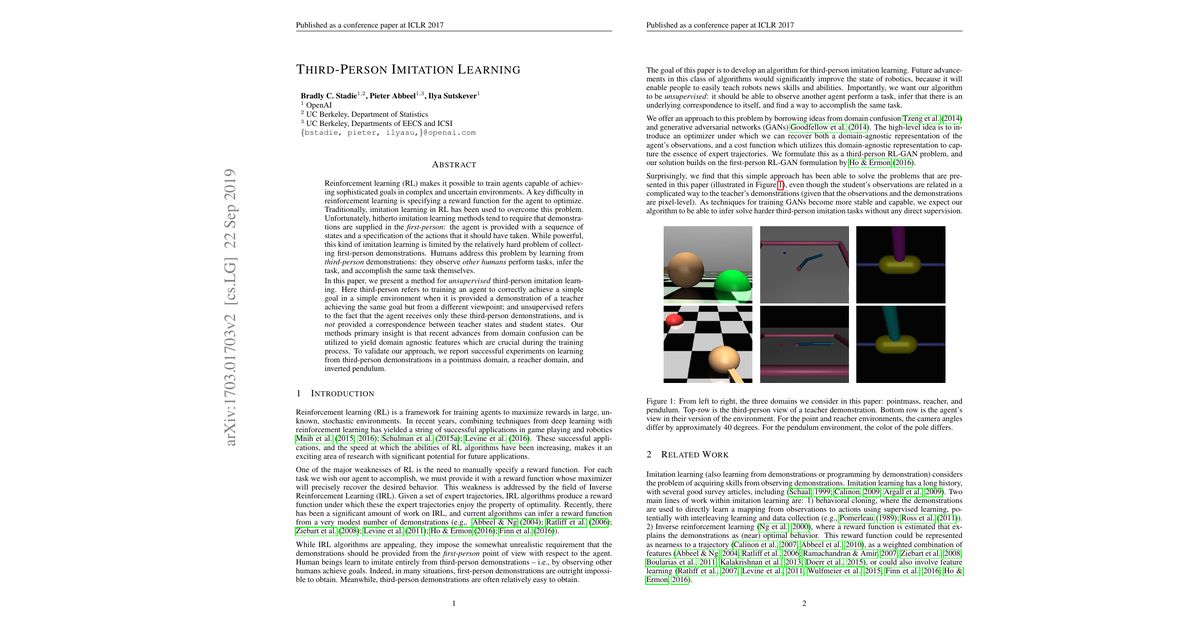 Published as a conference paper at ICLR 2017
THIRD-PERSON IMITATION LEARNING
Bradly C. Stadie1,2, Pieter Abbeel1,3, Ilya Sutskever1
1 OpenAI
2 UC Berkeley, Department of Statistics
3 UC Berkeley, Departments of EECS and ICSI
{bstadie, pieter, ilyasu,}@openai.com
ABSTRACT
Reinforcement learning (RL) makes it possible to train agents capable of achiev-
ing sophisticated goals in complex and uncertain environments. A key difficulty in
reinforcement learning is specifying a reward function for the agent to optimize.
Traditionally, imitation learning in RL has been used to overcome this problem.
Unfortunately, hitherto imitation learning methods tend to require that demonstra-
tions are supplied in the first-person: the agent is provided with a sequence of
states and a specification of the actions that it should have taken. While powerful,
this kind of imitation learning is limited by the relatively hard problem of collect-
ing first-person demonstrations. Humans address this problem by learning from
third-person demonstrations: they observe other humans perform tasks, infer the
task, and accomplish the same task themselves.
In this paper, we present a method for unsupervised third-person imitation learn-
ing. Here third-person refers to training an agent to correctly achieve a simple
goal in a simple environment when it is provided a demonstration of a teacher
achieving the same goal but from a different viewpoint; and unsupervised refers
to the fact that the agent receives only these third-person demonstrations, and is
not provided a correspondence between teacher states and student states. Our
methods primary insight is that recent advances from domain confusion can be
utilized to yield domain agnostic features which are crucial during the training
process. To validate our approach, we report successful experiments on learning
from third-person demonstrations in a pointmass domain, a reacher domain, and
inverted pendulum.
1 INTRODUCTION
Reinforcement learning (RL) is a framework for training agents to maximize rewards in large, un-
known, stochastic environments. In recent years, combining techniques from deep learning with
reinforcement learning has yielded a string of successful applications in game playing and robotics
Mnih et al. (2015; 2016); Schulman et al. (2015a); Levine et al. (2016). These successful appli-
cations, and the speed at which the abilities of RL algorithms have been increasing, makes it an
exciting area of research with significant potential for future applications.
One of the major weaknesses of RL is the need to manually specify a reward function. For each
task we wish our agent to accomplish, we must provide it with a reward function whose maximizer
will precisely recover the desired behavior. This weakness is addressed by the field of Inverse
Reinforcement Learning (IRL). Given a set of expert trajectories, IRL algorithms produce a reward
function under which these the expert trajectories enjoy the property of optimality. Recently, there
has been a significant amount of work on IRL, and current algorithms can infer a reward function
from a very modest number of demonstrations (e.g,. Abbeel & Ng (2004); Ratliff et al. (2006);
Ziebart et al. (2008); Levine et al. (2011); Ho & Ermon (2016); Finn et al. (2016)).
While IRL algorithms are appealing, they impose the somewhat unrealistic requirement that the
demonstrations should be provided from the first-person point of view with respect to the agent.
Human beings learn to imitate entirely from third-person demonstrations – i.e., by observing other
humans achieve goals. Indeed, in many situations, first-person demonstrations are outright impossi-
ble to obtain. Meanwhile, third-person demonstrations are often relatively easy to obtain.
1
arXiv:1703.01703v2 [cs.LG] 22 Sep 2019
Published as a conference paper at ICLR 2017
The goal of this paper is to develop an algorithm for third-person imitation learning. Future advance-
ments in this class of algorithms would significantly improve the state of robotics, because it will
enable people to easily teach robots news skills and abilities. Importantly, we want our algorithm
to be unsupervised: it should be able to observe another agent perform a task, infer that there is an
underlying correspondence to itself, and find a way to accomplish the same task.
We offer an approach to this problem by borrowing ideas from domain confusion Tzeng et al. (2014)
and generative adversarial networks (GANs) Goodfellow et al. (2014). The high-level idea is to in-
troduce an optimizer under which we can recover both a domain-agnostic representation of the
agent's observations, and a cost function which utilizes this domain-agnostic representation to cap-
ture the essence of expert trajectories. We formulate this as a third-person RL-GAN problem, and
our solution builds on the first-person RL-GAN formulation by Ho & Ermon (2016).
Surprisingly, we find that this simple approach has been able to solve the problems that are pre-
sented in this paper (illustrated in Figure 1), even though the student's observations are related in a
complicated way to the teacher's demonstrations (given that the observations and the demonstrations
are pixel-level). As techniques for training GANs become more stable and capable, we expect our
algorithm to be able to infer solve harder third-person imitation tasks without any direct supervision.
Figure 1: From left to right, the three domains we consider in this paper: pointmass, reacher, and
pendulum. Top-row is the third-person view of a teacher demonstration. Bottom row is the agent's
view in their version of the environment. For the point and reacher environments, the camera angles
differ by approximately 40 degrees. For the pendulum environment, the color of the pole differs.
2 RELATED WORK
Imitation learning (also learning from demonstrations or programming by demonstration) considers
the problem of acquiring skills from observing demonstrations. Imitation learning has a long history,
with several good survey articles, including (Schaal, 1999; Calinon, 2009; Argall et al., 2009). Two
main lines of work within imitation learning are: 1) behavioral cloning, where the demonstrations
are used to directly learn a mapping from observations to actions using supervised learning, po-
tentially with interleaving learning and data collection (e.g., Pomerleau (1989); Ross et al. (2011)).
2) Inverse reinforcement learning (Ng et al., 2000), where a reward function is estimated that ex-
plains the demonstrations as (near) optimal behavior. This reward function could be represented
as nearness to a trajectory (Calinon et al., 2007; Abbeel et al., 2010), as a weighted combination of
features (Abbeel & Ng, 2004; Ratliff et al., 2006; Ramachandran & Amir, 2007; Ziebart et al., 2008;
Boularias et al., 2011; Kalakrishnan et al., 2013; Doerr et al., 2015), or could also involve feature
learning (Ratliff et al., 2007; Levine et al., 2011; Wulfmeier et al., 2015; Finn et al., 2016; Ho &
Ermon, 2016).
2